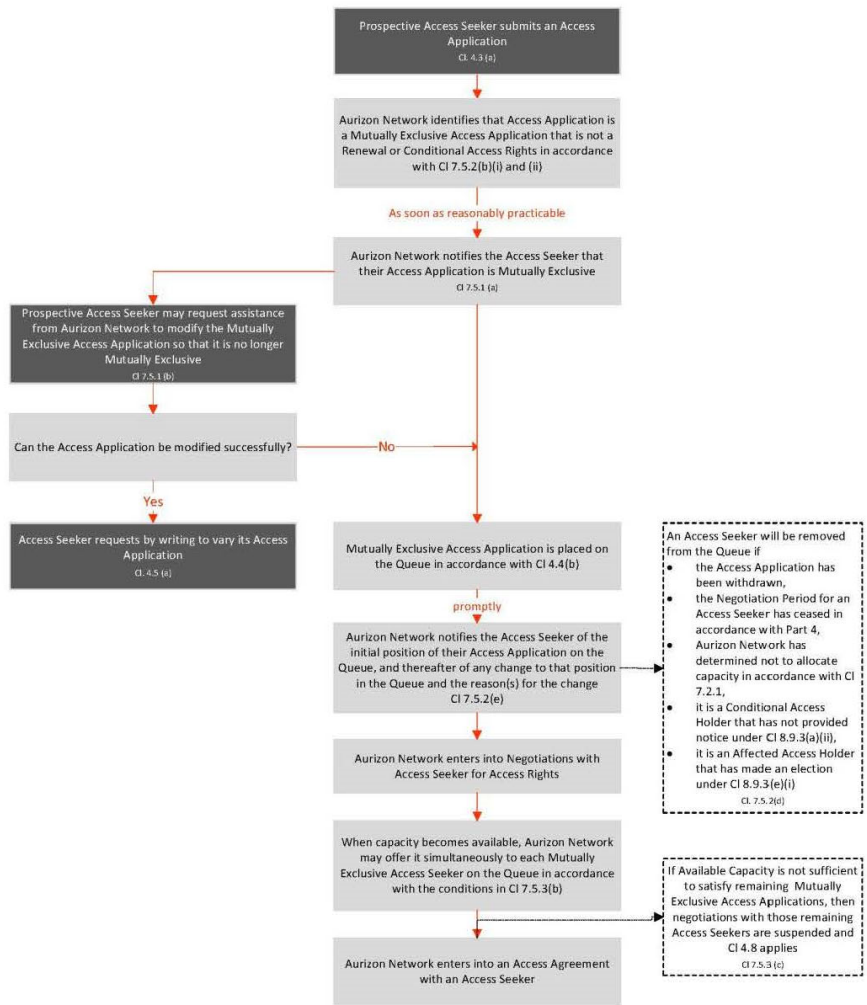 Prospective Access Seeker submits an Access
Application
Cl. 4.3 (a)
Aurizon Network identifies that Access Application is
a Mutually Exclusive Access Application that is not a
Renewal or Conditional Access Rights in accordance
with Cl 7.5.2(b)(i) and (ii)
As soon as reasonably practicable
Aurizon Network notifies the Access Seeker that
their Access Application is Mutually Exclusive
Cl 7.5.1 (a)
Prospective Access Seeker may request assistance
from Aurizon Network to modify the Mutually
Exclusive Access Application so that it is no longer
Mutually Exclusive
Cl 7.5.1 (b)
Can the Access Application be modified successfully?
No
Yes
Access Seeker requests by writing to vary its Access
Application
Cl. 4.5 (a)
Mutually Exclusive Access Application is placed on
the Queue in accordance with Cl 4.4(b)
promptly
Aurizon Network notifies the Access Seeker of the
initial position of their Access Application on the
Queue, and thereafter of any change to that position
in the Queue and the reason(s) for the change
Cl 7.5.2(e)
An Access Seeker will be removed
from the Queue if
• the Access Application has
been withdrawn,
• the Negotiation Period for an
Access Seeker has ceased in
accordance with Part 4,
• Aurizon Network has
determined not to allocate
capacity in accordance with Cl
7.2.1,
• it is a Conditional Access
Holder that has not provided
notice under Cl 8.9.3(a)(ii),
• it is an Affected Access Holder
that has made an election
under Cl 8.9.3(e)(i)
Cl. 7.5.2(d)
Aurizon Network enters into Negotiations with
Access Seeker for Access Rights
When capacity becomes available, Aurizon Network
may offer it simultaneously to each Mutually
Exclusive Access Seeker on the Queue in accordance
with the conditions in Cl 7.5.3(b)
If Available Capacity is not sufficient
to satisfy remaining Mutually
Exclusive Access Applications, then
negotiations with those remaining
Access Seekers are suspended and
Cl 4.8 applies
Cl 7.5.3 (c)
Aurizon Network enters into an Access Agreement
with an Access Seeker